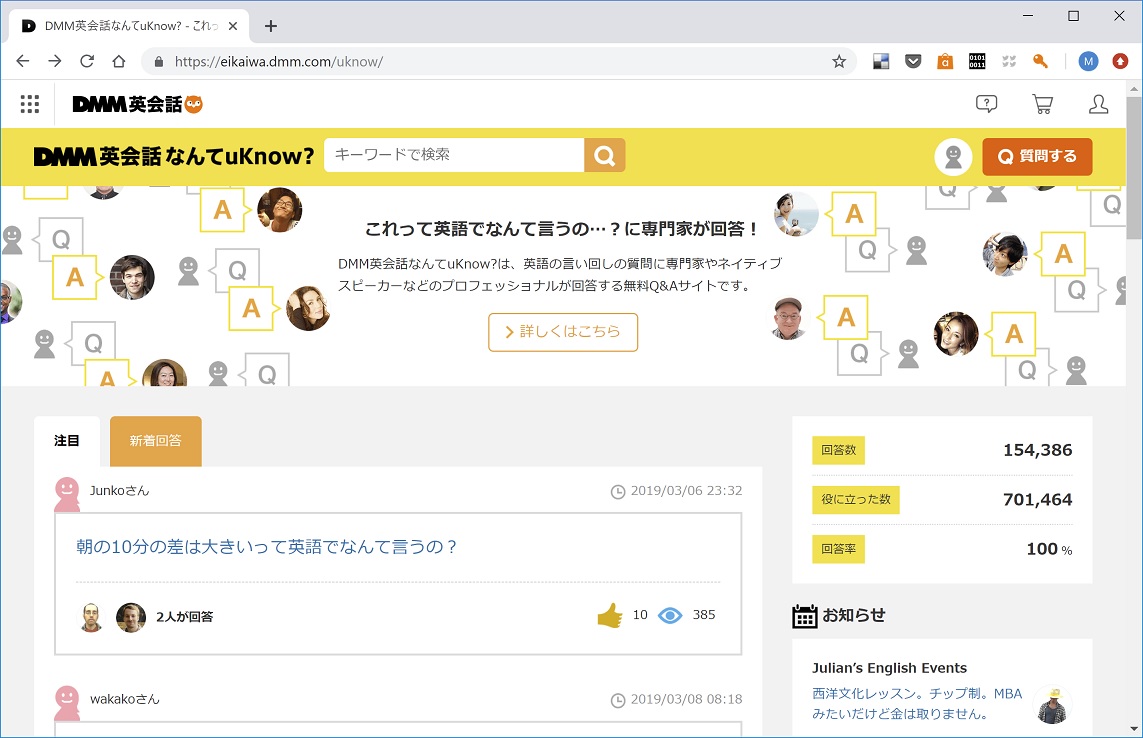 DMM英会話なんてuKnow? - これっ
https://eikaiwa.dmm.com/uknow/
0101
0011
a
M
DMM英会話
?
DMM英会話なんてuKnow?
キーワードで検索
Q 質問する
これって英語でなんて言うの…？に専門家が回答！
DMM英会話なんてuKnow?は、英語の言い回しの質問に専門家やネイティブ
スピーカーなどのプロフェッショナルが回答する無料Q&Aサイトです。
詳しくはこちら
A
Q
A
Q
A
Q
A
Q
A
Q
A
Q
Q
A
Q
A
Q
注目
新着回答
Junkoさん
2019/03/06 23:32
朝の10分の差は大きいって英語でなんて言うの？
2人が回答
10
385
wakakoさん
2019/03/08 08:18
回答数
154,386
役に立った数
701,464
回答率
100 %
お知らせ
Julian's English Events
西洋文化レッスン。チップ制。MBA
みたいだけど金は取りません。